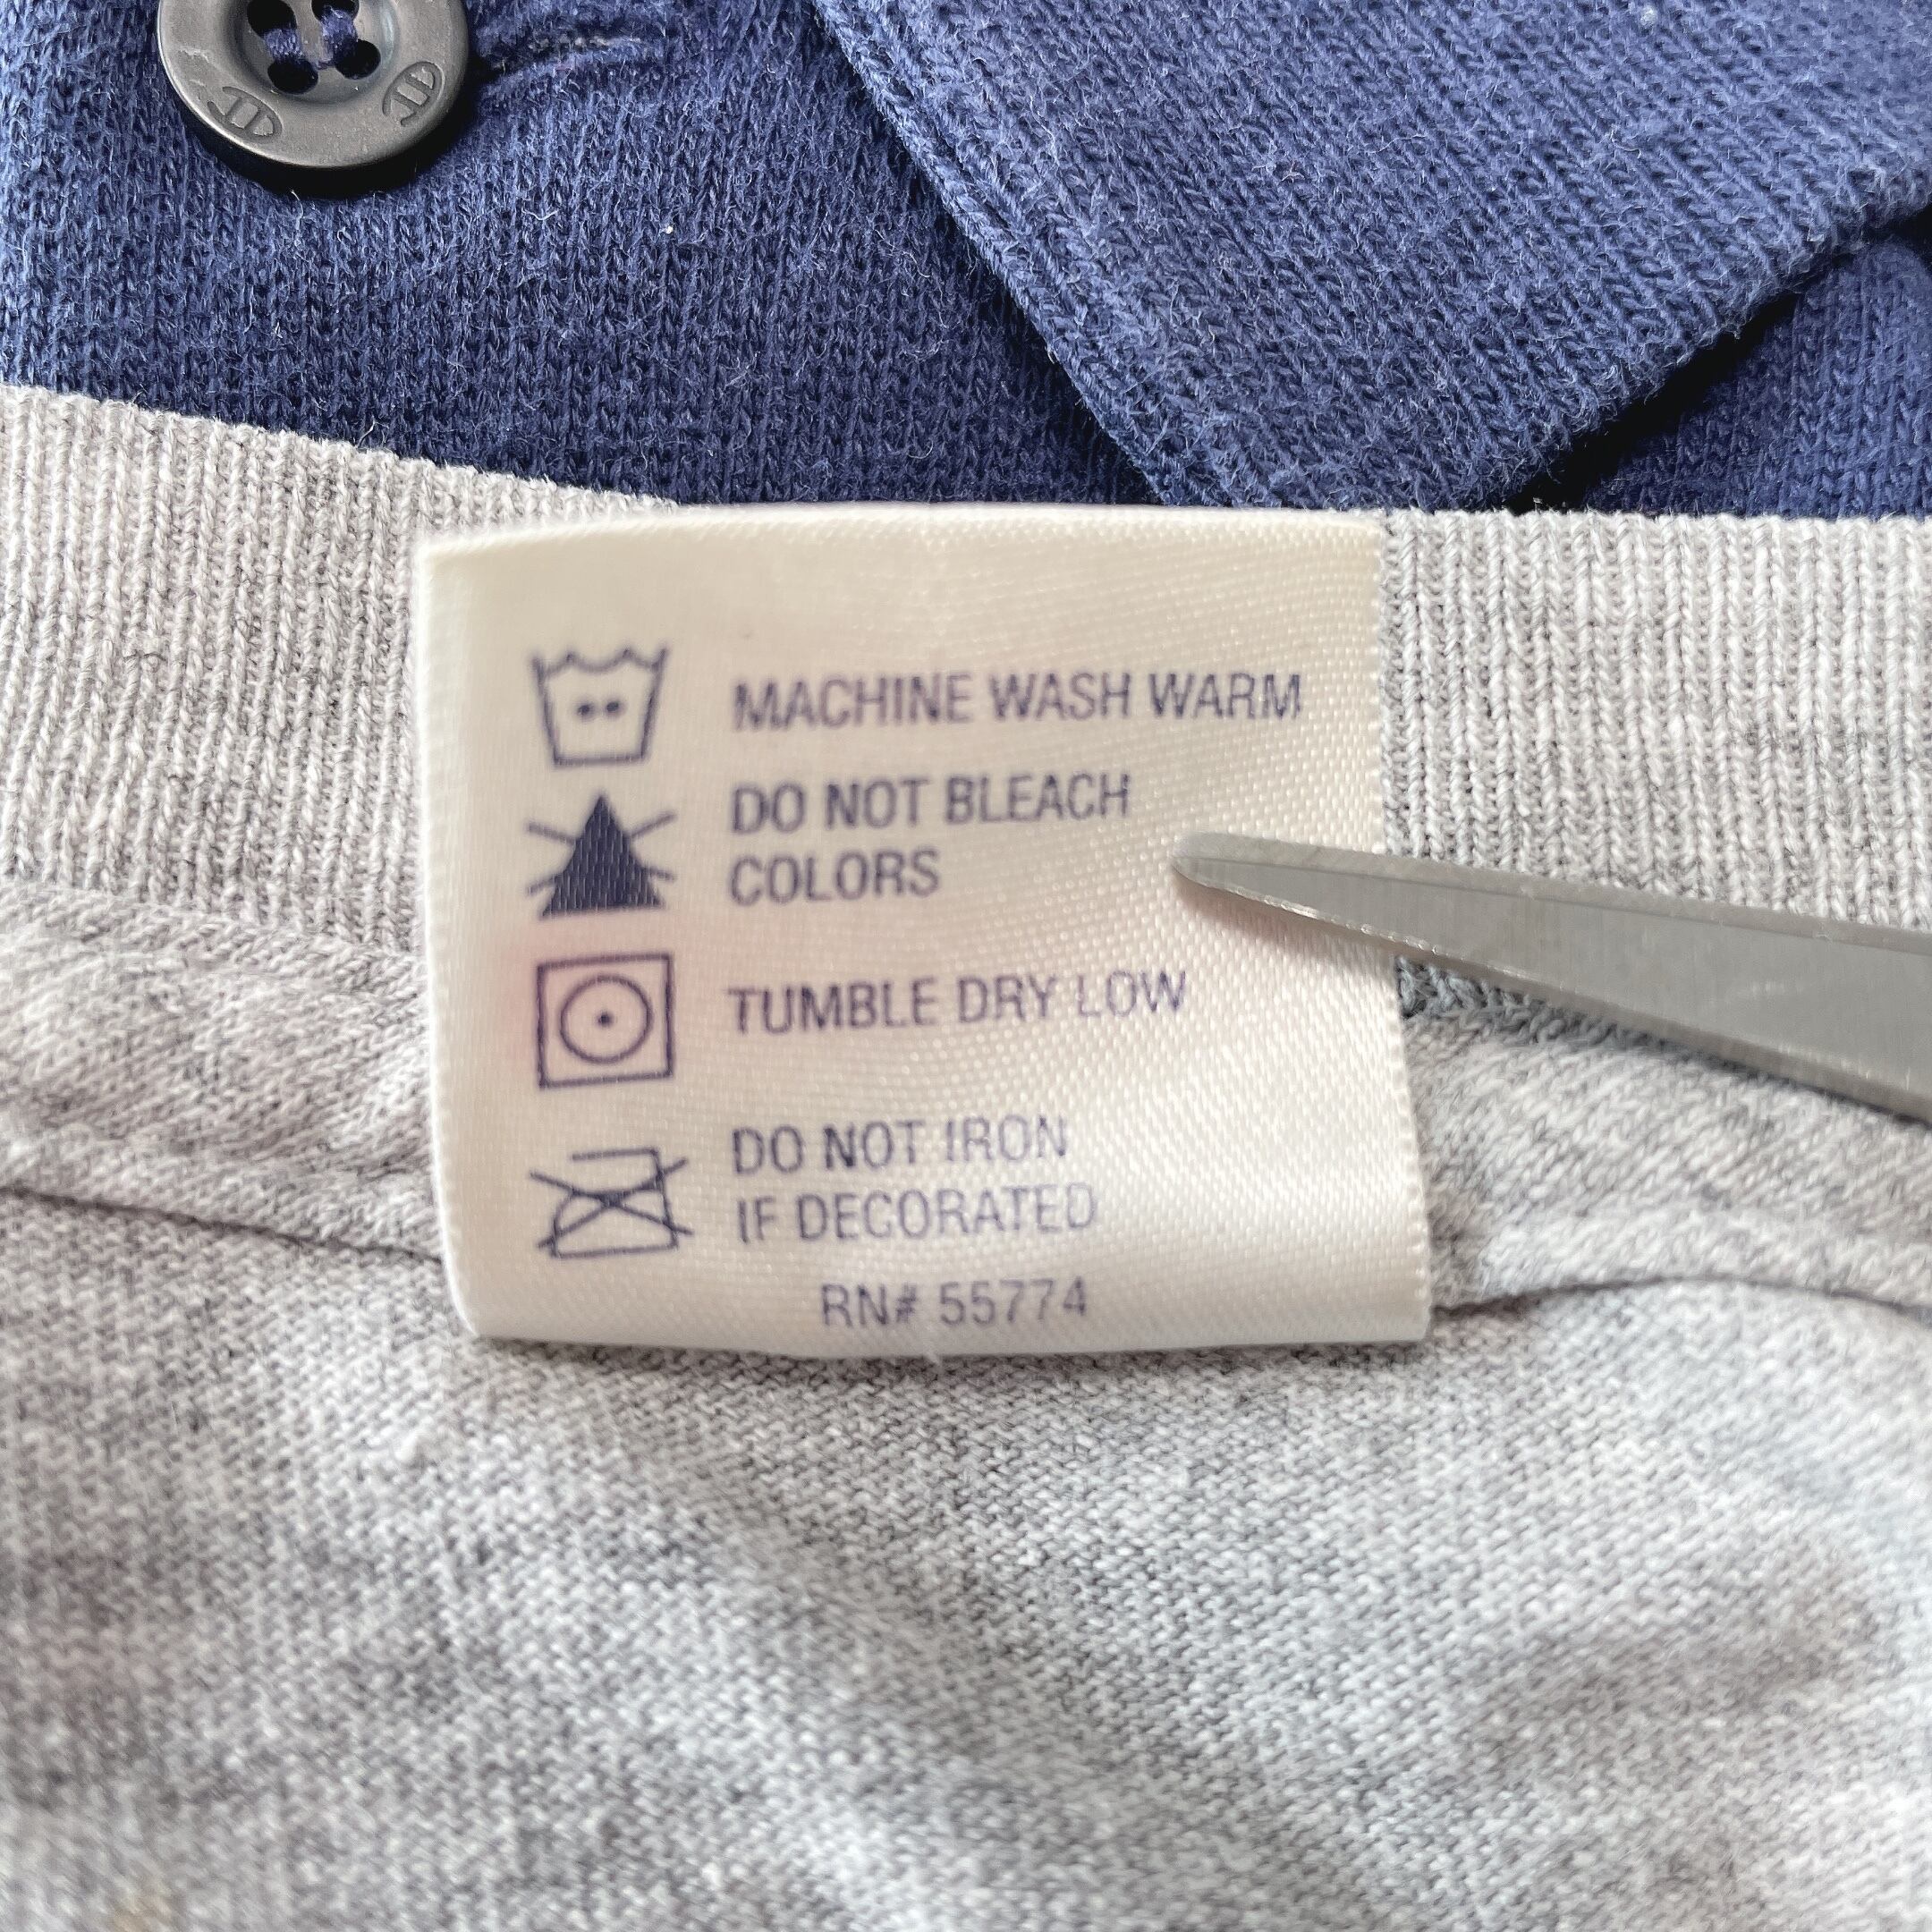 MACHINE WASH WARM
DO NOT BLEACH
COLORS
TUMBLE DRY LOW
DO NOT IRON
IF DECORATED
RN# 55774